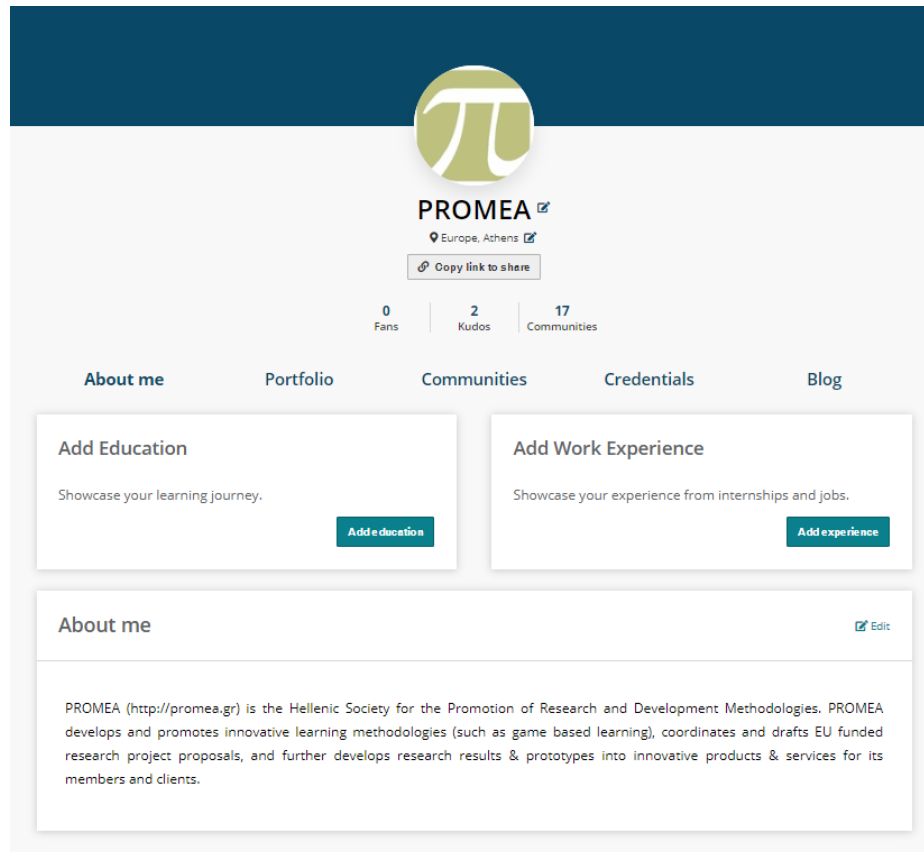 π
PROMEA
Europe, Athens
Copy link to share
0 2 17
Fans Kudos Communities
About me Portfolio Communities Credentials Blog
Add Education
Showcase your learning journey.
Add education
Add Work Experience
Showcase your experience from internships and jobs.
Add experience
About me
Edit
PROMEA (http://promea.gr) is the Hellenic Society for the Promotion of Research and Development Methodologies. PROMEA
develops and promotes innovative learning methodologies (such as game based learning), coordinates and drafts EU funded
research project proposals, and further develops research results & prototypes into innovative products & services for its
members and clients.